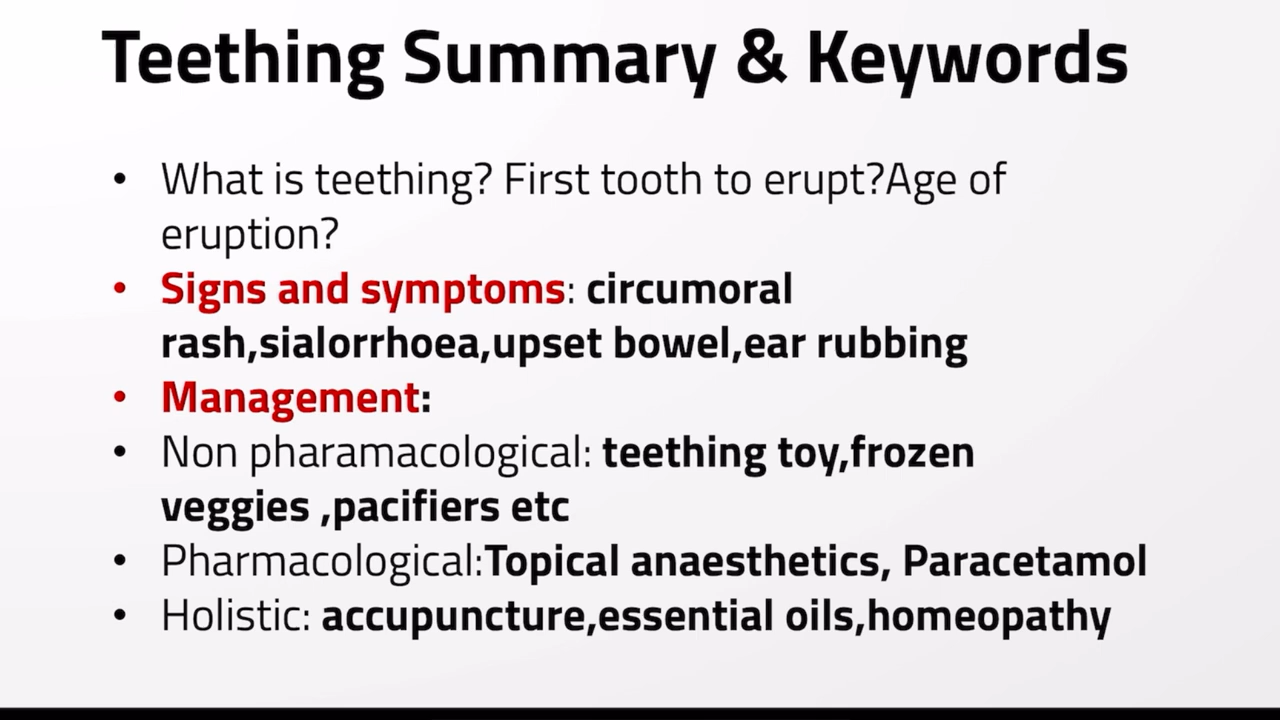 Teething Summary & Keywords
• What is teething? First tooth to erupt?Age of
eruption?
• Signs and symptoms: circumoral
rash,sialorrhoea,upset bowel,ear rubbing
• Management:
• Non pharamacological: teething toy,frozen
veggies ,pacifiers etc
• Pharmacological:Topical anaesthetics, Paracetamol
• Holistic: accupuncture,essential oils,homeopathy